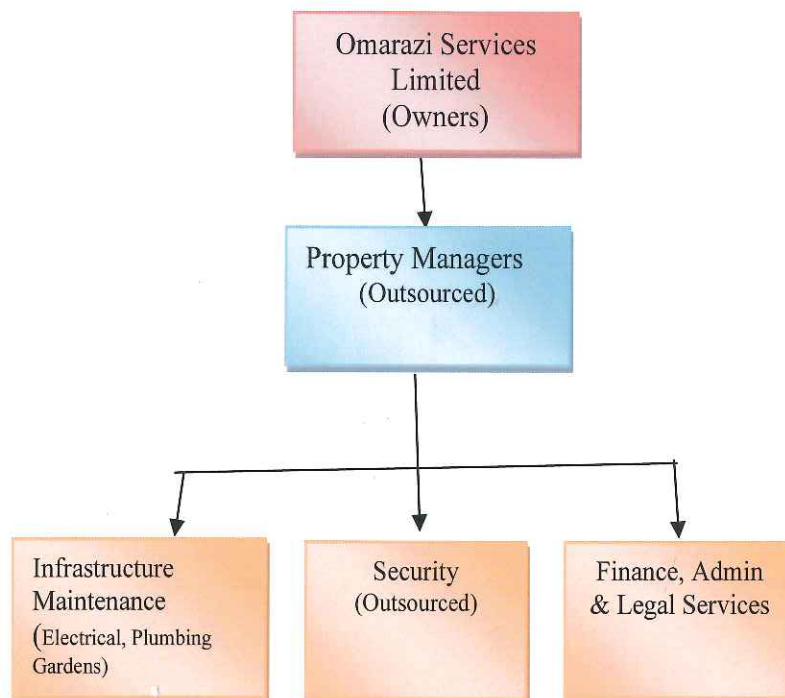 Omarazi Services
Limited
(Owners)
Property Managers
(Outsourced)
Infrastructure
Maintenance
(Electrical, Plumbing
Gardens)
Security
(Outsourced)
Finance, Admin
& Legal Services